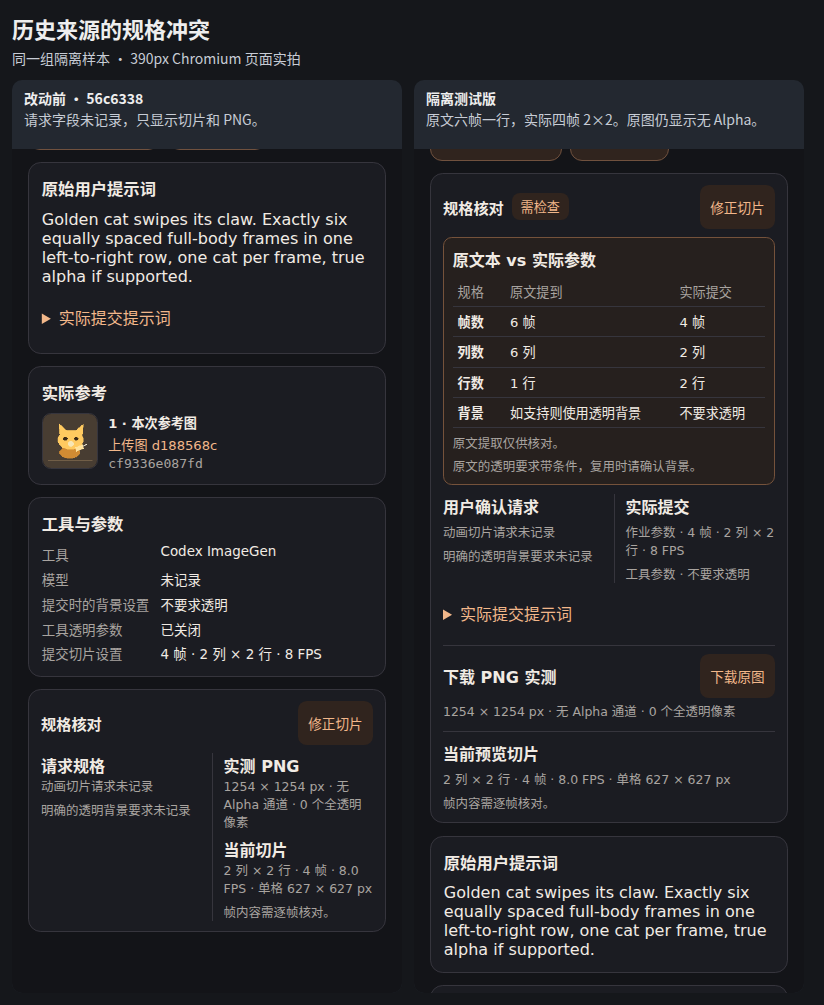 历史来源的规格冲突
同一组隔离样本 • 390px Chromium 页面实拍
改动前 • 56c6338
请求字段未记录，只显示切片和 PNG。
原始用户提示词
Golden cat swipes its claw. Exactly six
equally spaced full-body frames in one
left-to-right row, one cat per frame, true
alpha if supported.
▶ 实际提交提示词
实际参考
1 · 本次参考图
上传图 d188568c
cf9336e087fd
工具与参数
工具 Codex ImageGen
模型 未记录
提交时的背景设置 不要求透明
工具透明参数 已关闭
提交切片设置 4 帧 · 2 列 × 2 行 · 8 FPS
规格核对 修正切片
请求规格
动画切片请求未记录
明确的透明背景要求未记录
实测 PNG
1254 × 1254 px · 无
Alpha 通道 · 0 个全透明
像素
当前切片
2 列 × 2 行 · 4 帧 · 8.0
FPS · 单格 627 × 627 px
帧内容需逐帧核对。
隔离测试版
原文六帧一行，实际四帧 2×2。原图仍显示无 Alpha。
规格核对 需检查 修正切片
原文本 vs 实际参数
规格 原文提到 实际提交
帧数 6 帧 4 帧
列数 6 列 2 列
行数 1 行 2 行
背景 如支持则使用透明背景 不要求透明
原文提取仅供核对。
原文的透明要求带条件，复用时请确认背景。
用户确认请求
动画切片请求未记录
明确的透明背景要求未记录
实际提交
作业参数 · 4 帧 · 2 列 × 2
行 · 8 FPS
工具参数 · 不要求透明
▶ 实际提交提示词
下载 PNG 实测 下载原图
1254 × 1254 px · 无 Alpha 通道 · 0 个全透明像素
当前预览切片
2 列 × 2 行 · 4 帧 · 8.0 FPS · 单格 627 × 627 px
帧内容需逐帧核对。
原始用户提示词
Golden cat swipes its claw. Exactly six
equally spaced full-body frames in one
left-to-right row, one cat per frame, true
alpha if supported.